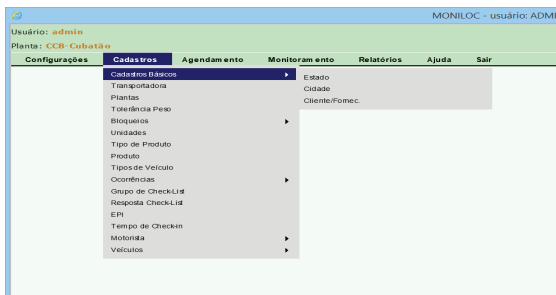 MONILOC - usuário: ADMI
Usuário: admin
Planta: CCB-Cubatão
Configurações Cadastros Agendamento Monitoramento Relatórios Ajuda Sair
Cadastros Básicos
Transportadora
Plantas
Tolerância Peso
Bloqueios
Unidades
Tipo de Produto
Produto
Tipos de Veículo
Ocorrências
Grupo de Check-List
Resposta Check-List
EPI
Tempo de Check-in
Motorista
Veículos
Estado
Cidade
Cliente/Fornec.